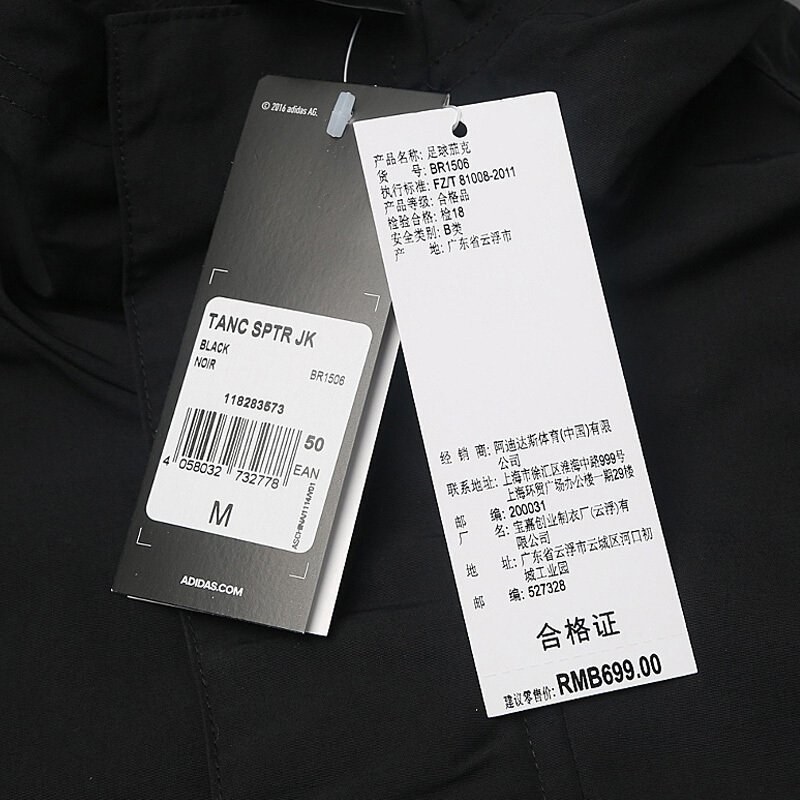 © 2016 adidas AG.
TANC SPTR JK
BLACK
NOIR
BR1506
118283573
50
4 058032 732778
EAN
M
ADIDAS.COM
产品名称: 足球茄克
货 号: BR1506
执行标准: FZ/T 81008-2011
产品等级: 合格品
检验合格: 检18
安全类别: B类
产 地: 广东省云浮市
经 销 商: 阿迪达斯体育(中国)有限
公司
联系地址: 上海市徐汇区淮海中路999号
上海环贸广场办公楼一期29楼
邮 编: 200031
厂 名: 宝嘉创业制衣厂(云浮)有
限公司
地 址: 广东省云浮市云城区河口初
城工业园
邮 编: 527328
合格证
建议零售价: RMB699.00